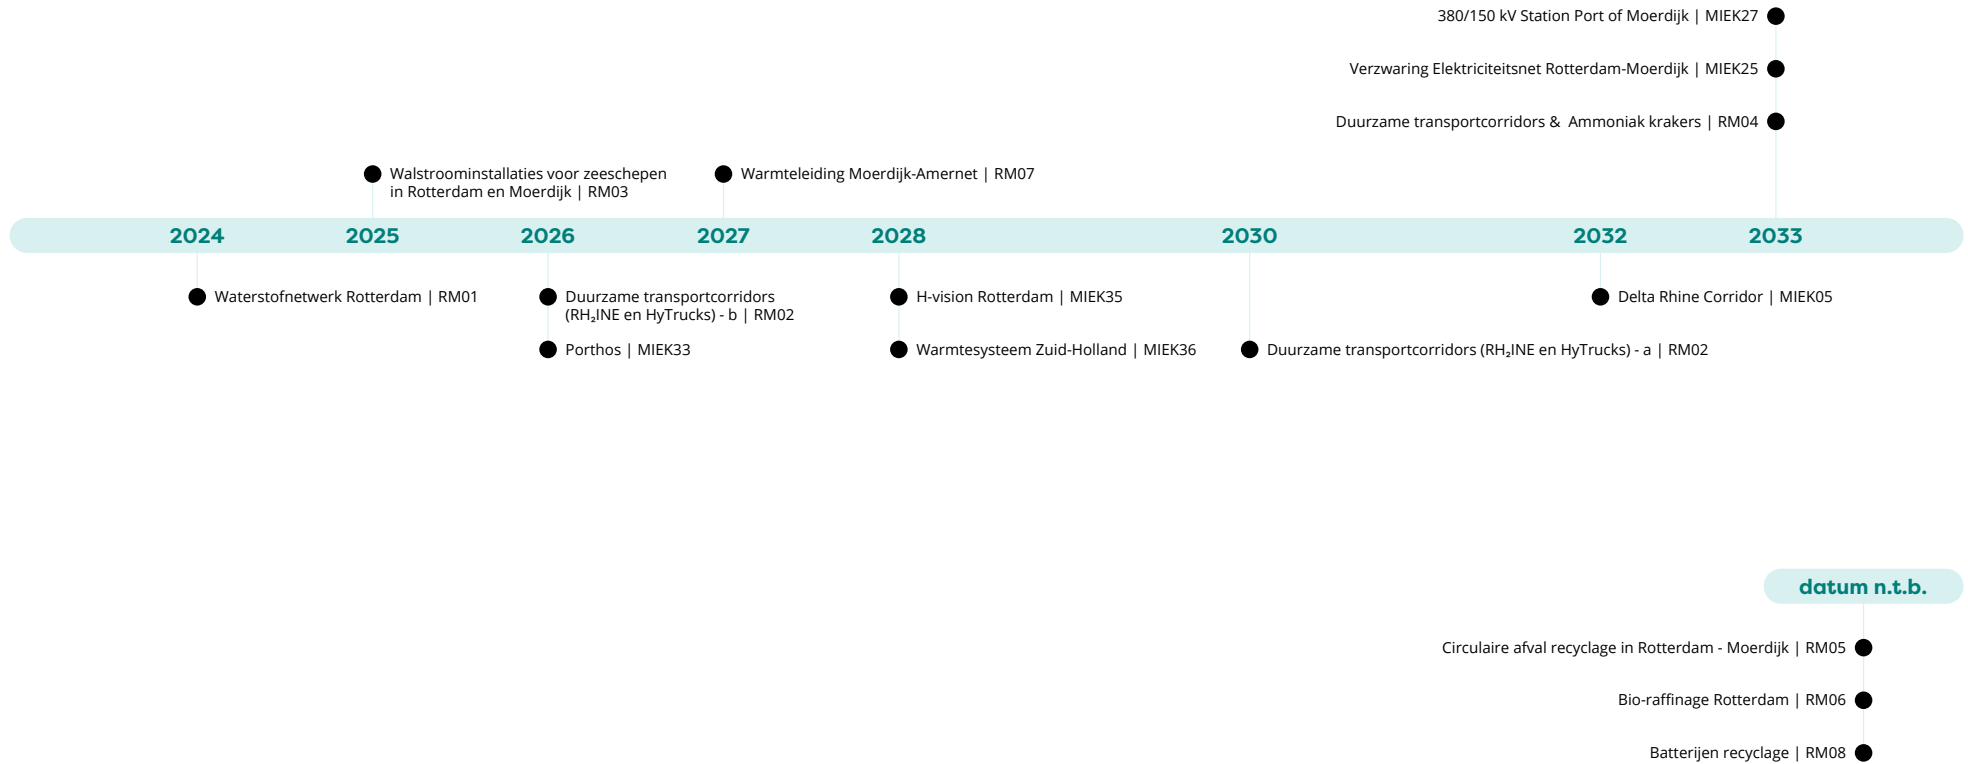 380/150 kV Station Port of Moerdijk | MIEK27
Verzwaring Elektriciteitsnet Rotterdam-Moerdijk | MIEK25
Duurzame transportcorridors &  Ammoniak krakers | RM04
Walstroominstallaties voor zeeschepen
in Rotterdam en Moerdijk | RM03
Warmteleiding Moerdijk-Amernet | RM07
2024 2025 2026 2027 2028 2030 2032 2033
Waterstofnetwerk Rotterdam | RM01
Duurzame transportcorridors
(RH₂INE en HyTrucks) - b | RM02
H-vision Rotterdam | MIEK35
Delta Rhine Corridor | MIEK05
Porthos | MIEK33
Warmtesysteem Zuid-Holland | MIEK36
Duurzame transportcorridors (RH₂INE en HyTrucks) - a | RM02
datum n.t.b.
Circulaire afval recyclage in Rotterdam - Moerdijk | RM05
Bio-raffinage Rotterdam | RM06
Batterijen recyclage | RM08